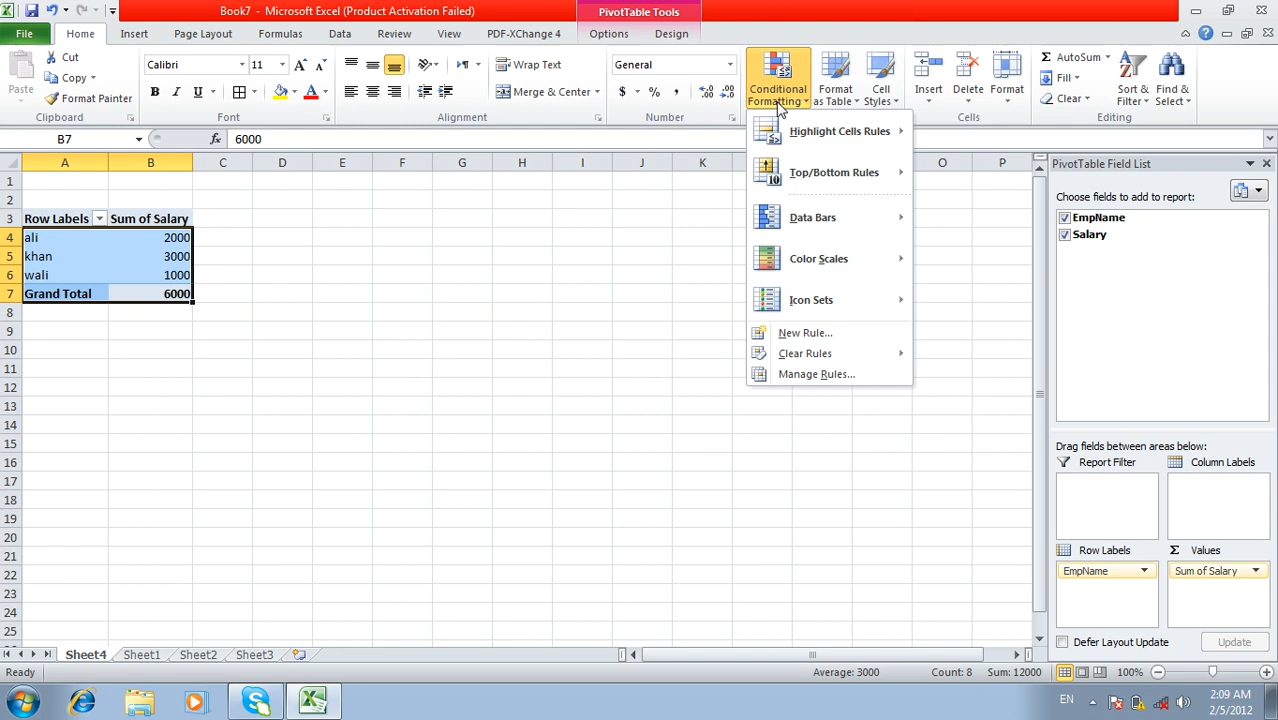 Book7 - Microsoft Excel (Product Activation Failed)
PivotTable Tools
File
Home
Insert
Page Layout
Formulas
Data
Review
View
PDF-XChange 4
Options
Design
Paste
Cut
Copy
Format Painter
Clipboard
Calibri
11
B I U
Font
Wrap Text
Merge & Center
Alignment
General
$ % ,
Number
Conditional Formatting
Format as Table
Cell Styles
Insert
Delete
Format
Cells
Σ AutoSum
Fill
Clear
Sort & Filter
Find & Select
Editing
B7
fx
6000
Highlight Cells Rules
Top/Bottom Rules
Data Bars
Color Scales
Icon Sets
New Rule...
Clear Rules
Manage Rules...
A B C D E F G H I J K O P
1
2
3 Row Labels Sum of Salary
4 ali 2000
5 khan 3000
6 wali 1000
7 Grand Total 6000
8
9
10
11
12
13
14
15
16
17
18
19
20
21
22
23
24
25
PivotTable Field List
Choose fields to add to report:
EmpName
Salary
Drag fields between areas below:
Report Filter
Column Labels
Row Labels
Σ Values
EmpName
Sum of Salary
Defer Layout Update
Update
Sheet4
Sheet1
Sheet2
Sheet3
Ready
Average: 3000 Count: 8 Sum: 12000
100%
EN
2:09 AM
2/5/2012